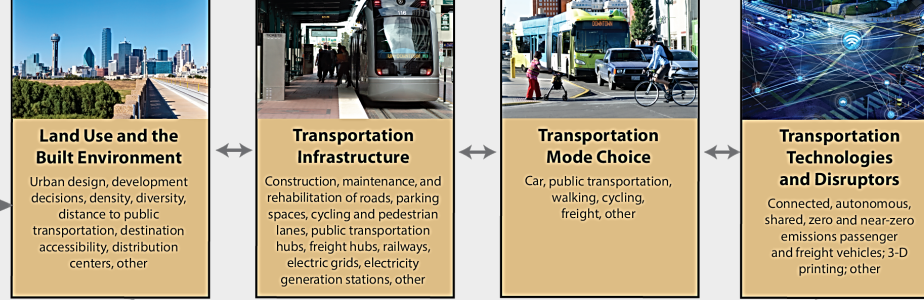 Land Use and the
Built Environment
Urban design, development
decisions, density, diversity,
distance to public
transportation, destination
accessibility, distribution
centers, other
116
Transportation
Infrastructure
Construction, maintenance, and
rehabilitation of roads, parking
spaces, cycling and pedestrian
lanes, public transportation
hubs, freight hubs, railways,
electric grids, electricity
generation stations, other
DOWNTOWN
Transportation
Mode Choice
Car, public transportation,
walking, cycling,
freight, other
Transportation
Technologies
and Disruptors
Connected, autonomous,
shared, zero and near-zero
emissions passenger
and freight vehicles; 3-D
printing; other